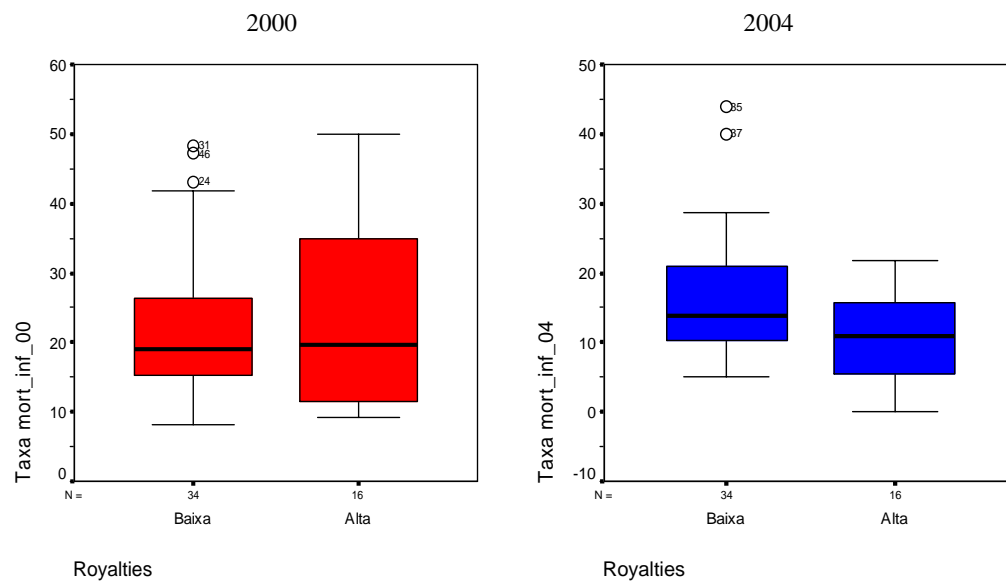 2000
60
50
40
30
20
10
0
Taxa mort_inf_00
31
46
24
N =
34
16
Baixa
Alta
Royalties
2004
50
40
30
20
10
0
-10
Taxa mort_inf_04
35
37
N =
34
16
Baixa
Alta
Royalties